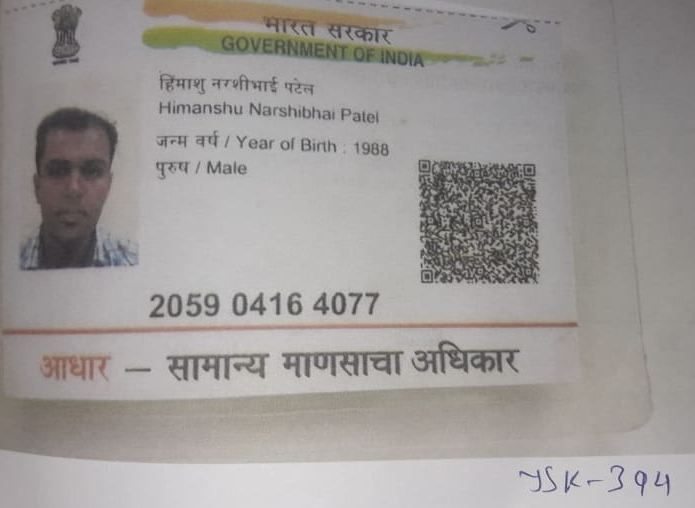 भारत सरकार
GOVERNMENT OF INDIA
हिमाशु नरशीभाई पटेल
Himanshu Narshibhai Patel
जन्म वर्ष / Year of Birth : 1988
पुरुष / Male
2059 0416 4077
आधार — सामान्य माणसाचा अधिकार
JSK-394